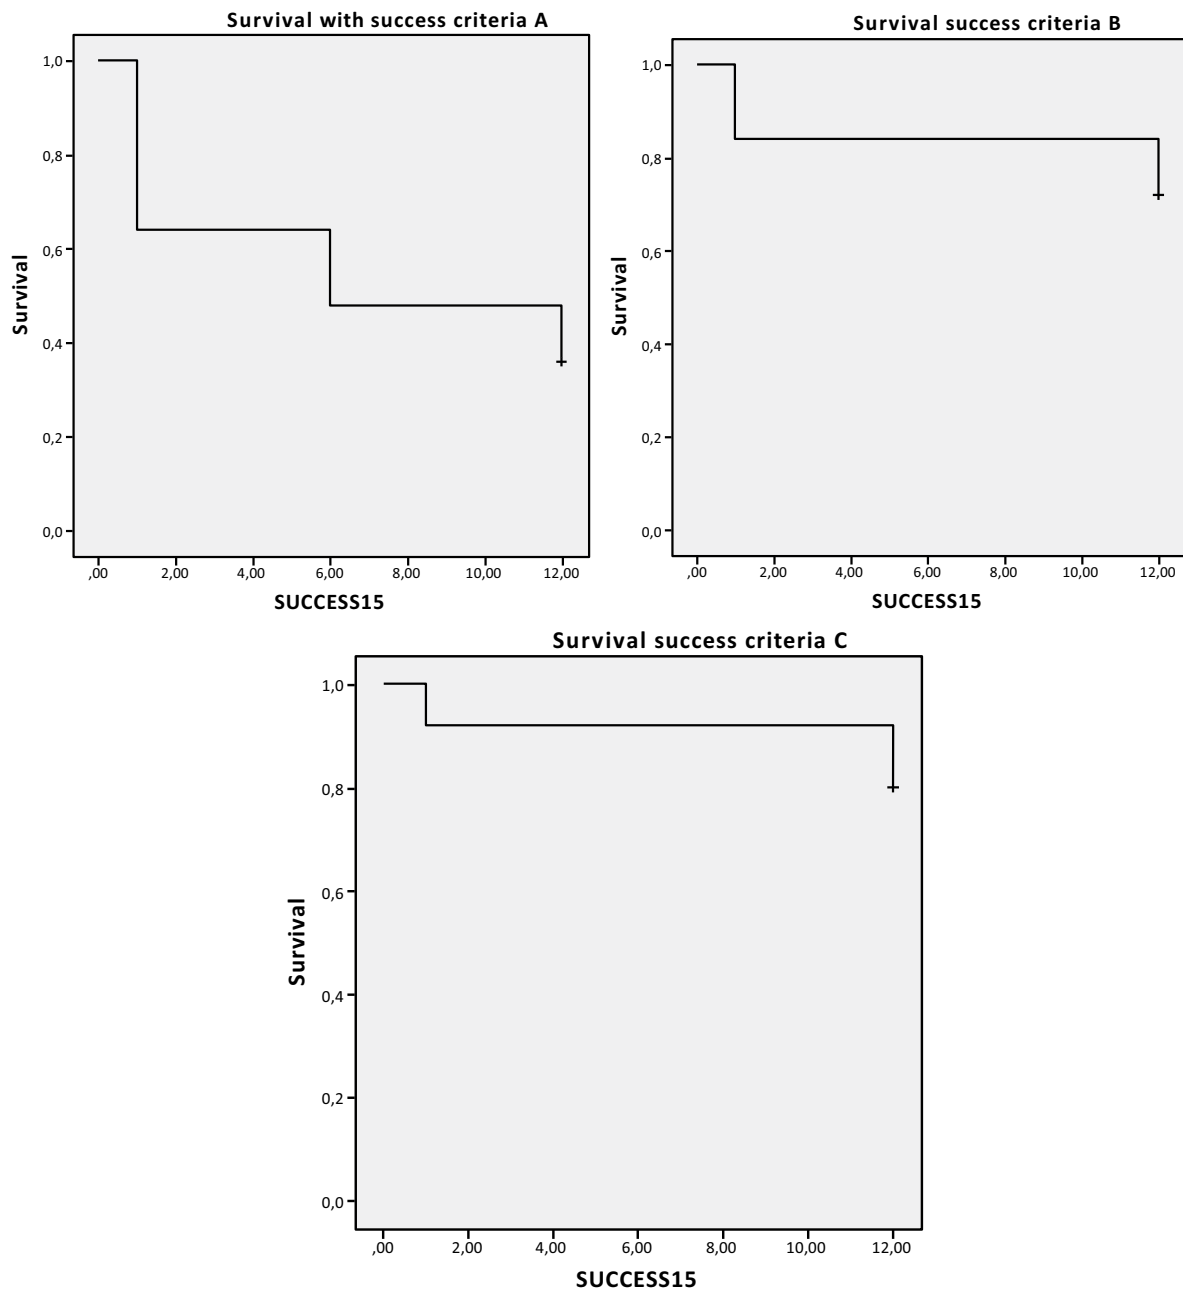 Survival with success criteria A
1,0
0,8
0,6
0,4
0,2
0,0
Survival
,00 2,00 4,00 6,00 8,00 10,00 12,00
SUCCESS15
Survival success criteria B
1,0
0,8
0,6
0,4
0,2
0,0
Survival
,00 2,00 4,00 6,00 8,00 10,00 12,00
SUCCESS15
Survival success criteria C
1,0
0,8
0,6
0,4
0,2
0,0
Survival
,00 2,00 4,00 6,00 8,00 10,00 12,00
SUCCESS15